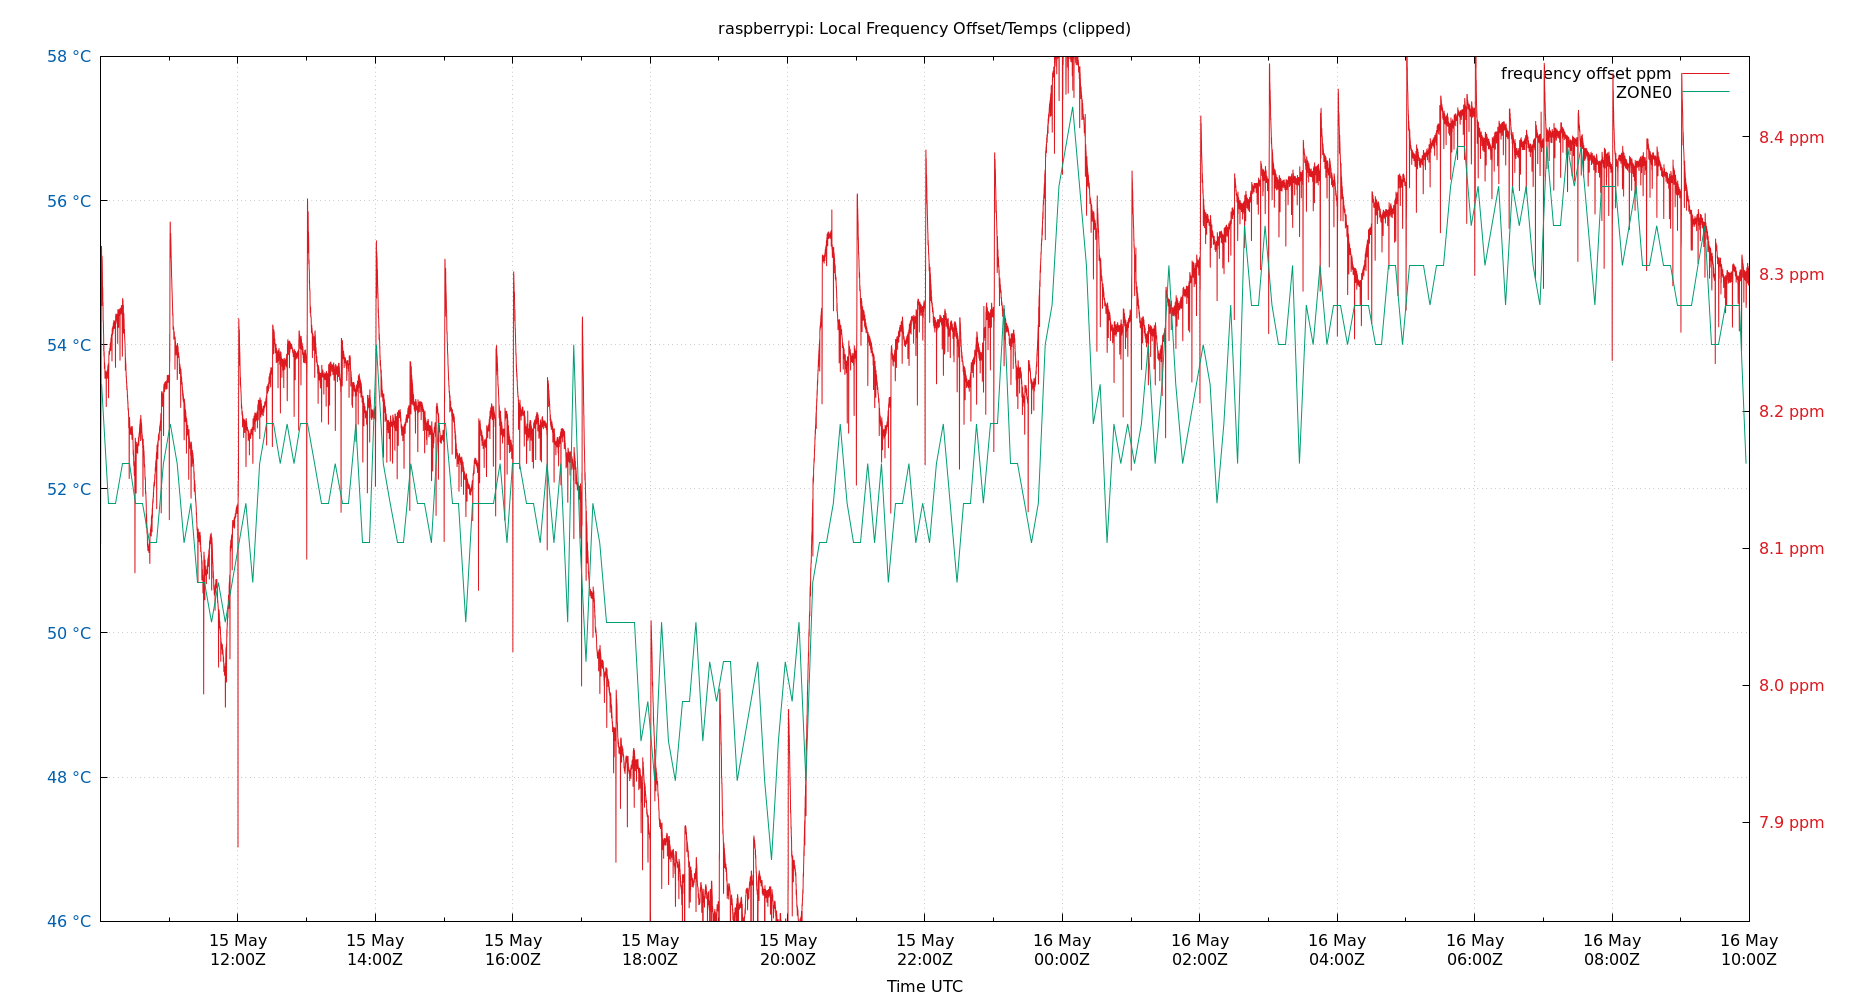 raspberrypi: Local Frequency Offset/Temps (clipped)
58 °C
56 °C
54 °C
52 °C
50 °C
48 °C
46 °C
frequency offset ppm
ZONE0
8.4 ppm
8.3 ppm
8.2 ppm
8.1 ppm
8.0 ppm
7.9 ppm
15 May 15 May 15 May 15 May 15 May 15 May 16 May 16 May 16 May 16 May 16 May 16 May
12:00Z 14:00Z 16:00Z 18:00Z 20:00Z 22:00Z 00:00Z 02:00Z 04:00Z 06:00Z 08:00Z 10:00Z
Time UTC